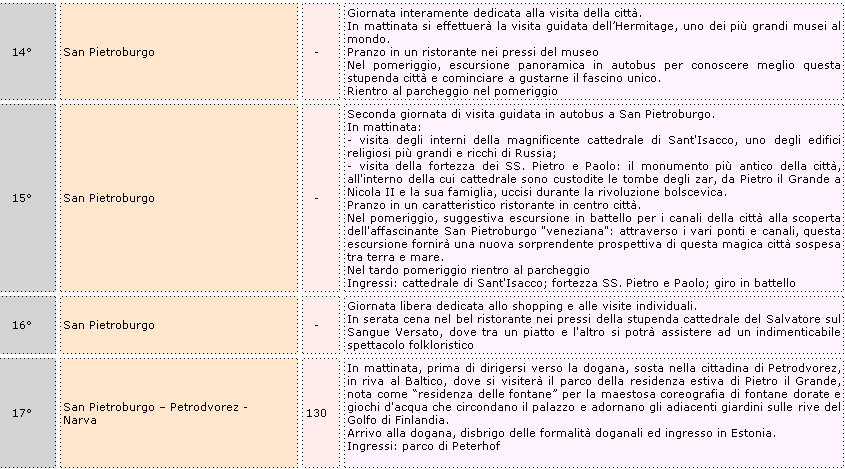 14°
San Pietroburgo
-
Giornata interamente dedicata alla visita della città.
In mattinata si effettuerà la visita guidata dell'Hermitage, uno dei più grandi musei al
mondo.
Pranzo in un ristorante nei pressi del museo
Nel pomeriggio, escursione panoramica in autobus per conoscere meglio questa
stupenda città e cominciare a gustarne il fascino unico.
Rientro al parcheggio nel pomeriggio
15°
San Pietroburgo
-
Seconda giornata di visita guidata in autobus a San Pietroburgo.
In mattinata:
- visita degli interni della magnificente cattedrale di Sant'Isacco, uno degli edifici
religiosi più grandi e ricchi di Russia;
- visita della fortezza dei SS. Pietro e Paolo: il monumento più antico della città,
all'interno della cui cattedrale sono custodite le tombe degli zar, da Pietro il Grande a
Nicola II e la sua famiglia, uccisi durante la rivoluzione bolscevica.
Pranzo in un caratteristico ristorante in centro città.
Nel pomeriggio, suggestiva escursione in battello per i canali della città alla scoperta
dell'affascinante San Pietroburgo "veneziana": attraverso i vari ponti e canali, questa
escursione fornirà una nuova sorprendente prospettiva di questa magica città sospesa
tra terra e mare.
Nel tardo pomeriggio rientro al parcheggio
Ingressi: cattedrale di Sant'Isacco; fortezza SS. Pietro e Paolo; giro in battello
16°
San Pietroburgo
-
Giornata libera dedicata allo shopping e alle visite individuali.
In serata cena nel bel ristorante nei pressi della stupenda cattedrale del Salvatore sul
Sangue Versato, dove tra un piatto e l'altro si potrà assistere ad un indimenticabile
spettacolo folkloristico
17°
San Pietroburgo – Petrodvorez -
Narva
130
In mattinata, prima di dirigersi verso la dogana, sosta nella cittadina di Petrodvorez,
in riva al Baltico, dove si visiterà il parco della residenza estiva di Pietro il Grande,
nota come “residenza delle fontane” per la maestosa coreografia di fontane dorate e
giochi d'acqua che circondano il palazzo e adornano gli adiacenti giardini sulle rive del
Golfo di Finlandia.
Arrivo alla dogana, disbrigo delle formalità doganali ed ingresso in Estonia.
Ingressi: parco di Peterhof